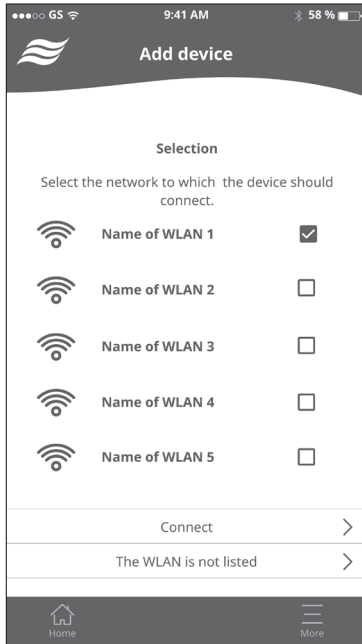 GS 9:41 AM 58 %
Add device
Selection
Select the network to which the device should
connect.
Name of WLAN 1
Name of WLAN 2
Name of WLAN 3
Name of WLAN 4
Name of WLAN 5
Connect
The WLAN is not listed
Home More